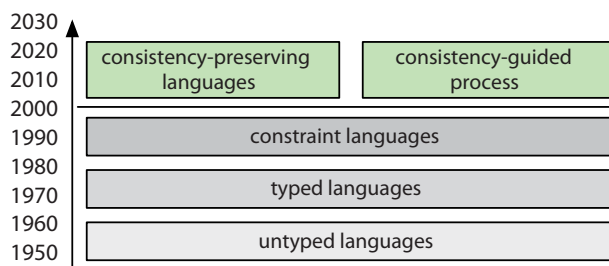 2030
2020
2010
2000
1990
1980
1970
1960
1950
consistency-preserving
languages
consistency-guided
process
constraint languages
typed languages
untyped languages